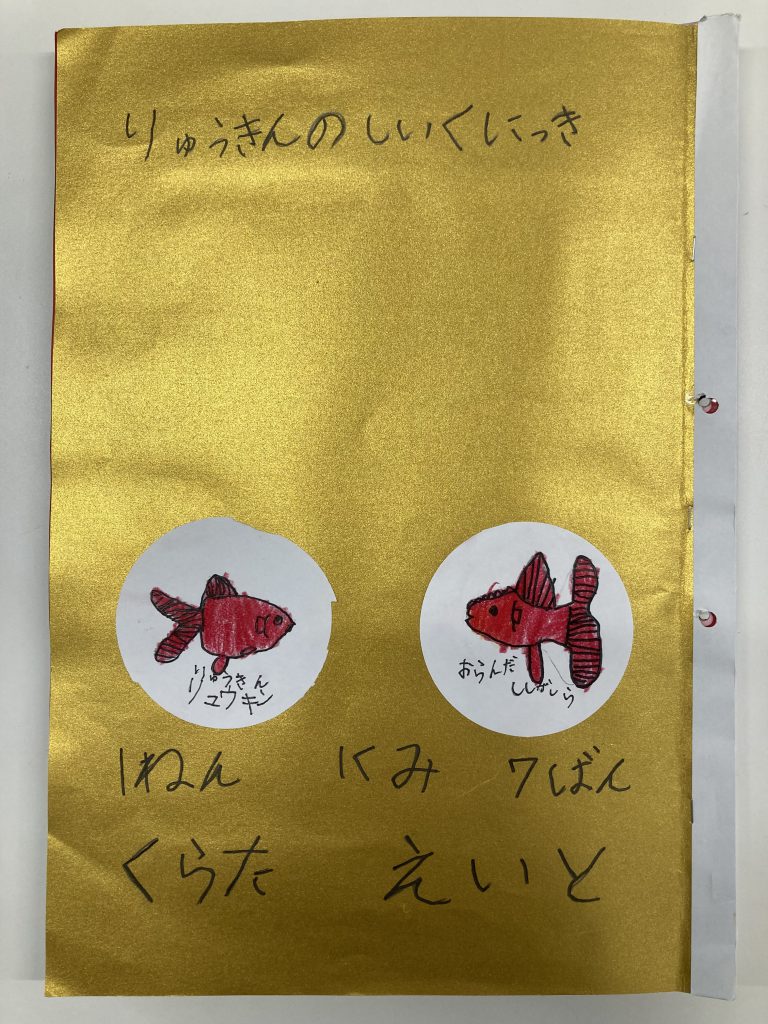 りゅうきんのしいくにっき
りゅうきん
ュウキン
おらんだ
ししがしら
1ねん 1くみ 7ばん
くらた えいと